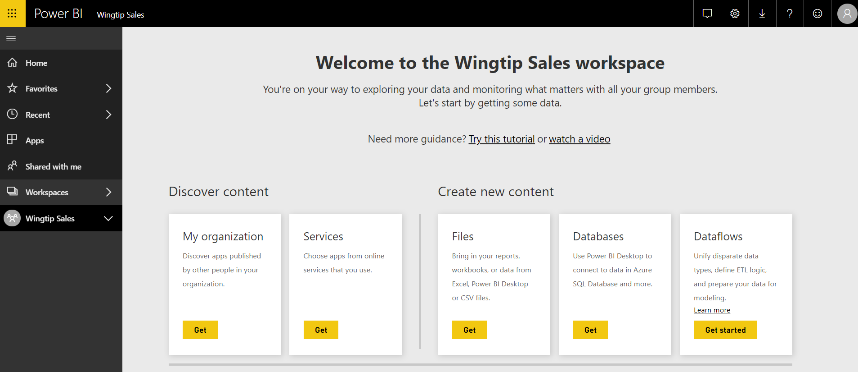 Power BI Wingtip Sales ?
Home
Favorites
Recent
Apps
Shared with me
Workspaces
Wingtip Sales
Welcome to the Wingtip Sales workspace
You're on your way to exploring your data and monitoring what matters with all your group members.
Let's start by getting some data.
Need more guidance? Try this tutorial or watch a video
Discover content
My organization
Discover apps published
by other people in your
organization.
Get
Services
Choose apps from online
services that you use.
Get
Create new content
Files
Bring in your reports,
workbooks, or data from
Excel, Power BI Desktop
or CSV files.
Get
Databases
Use Power BI Desktop to
connect to data in Azure
SQL Database and more.
Get
Dataflows
Unify disparate data
types, define ETL logic,
and prepare your data for
modeling.
Learn more
Get started